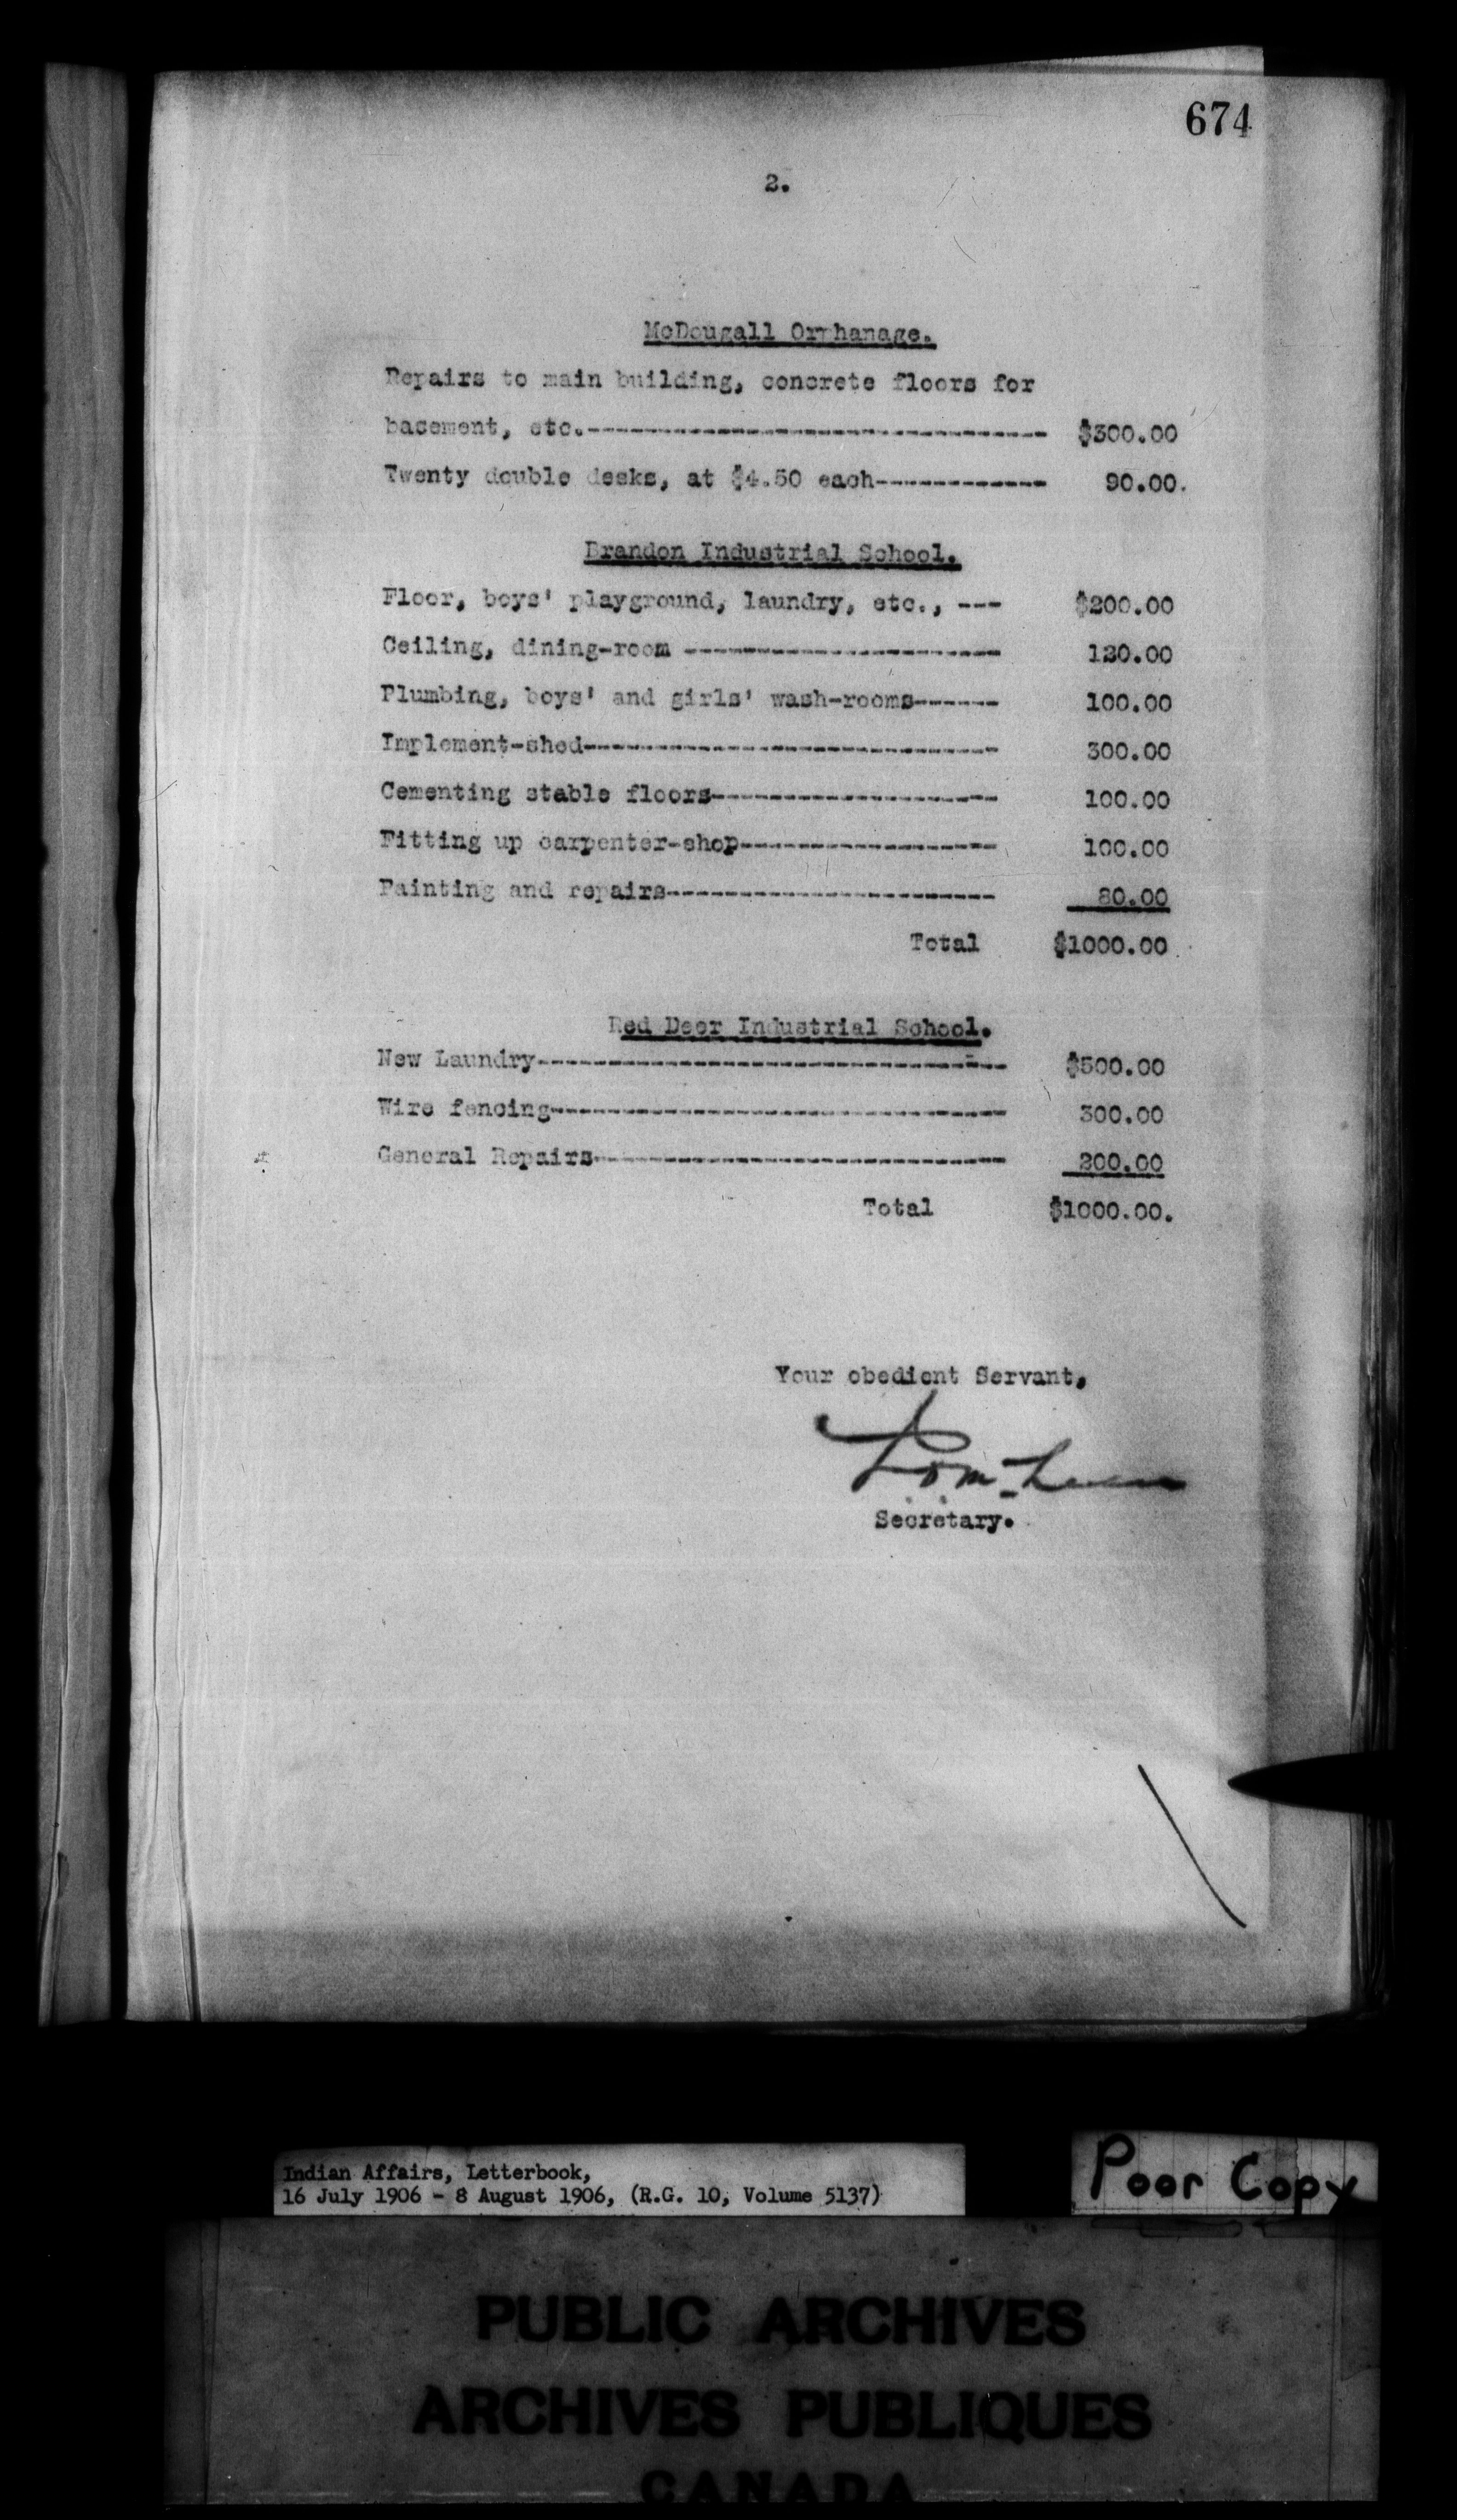 674
2.
McDougall Orphanage.
Repairs to main building, concrete floors for
basement, etc.-------------------------------- $300.00
Twenty double desks, at $4.50 each------------ 90.00.
Brandon Industrial School.
Floor, boys' playground, laundry, etc., --- $200.00
Ceiling, dining-room ---------------------- 120.00
Plumbing, boys' and girls' wash-rooms------ 100.00
Implement-shed----------------------------- 300.00
Cementing stable floors-------------------- 100.00
Fitting up carpenter-shop------------------ 100.00
Painting and repairs----------------------- 80.00
Total $1000.00
Red Deer Industrial School.
New Laundry-------------------------------- $500.00
Wire fencing------------------------------- 300.00
General Repairs---------------------------- 200.00
Total $1000.00.
Your obedient Servant,
Secretary.
Indian Affairs, Letterbook,
16 July 1906 - 8 August 1906, (R.G. 10, Volume 5137)
Poor Copy
PUBLIC ARCHIVES
ARCHIVES PUBLIQUES
CANADA